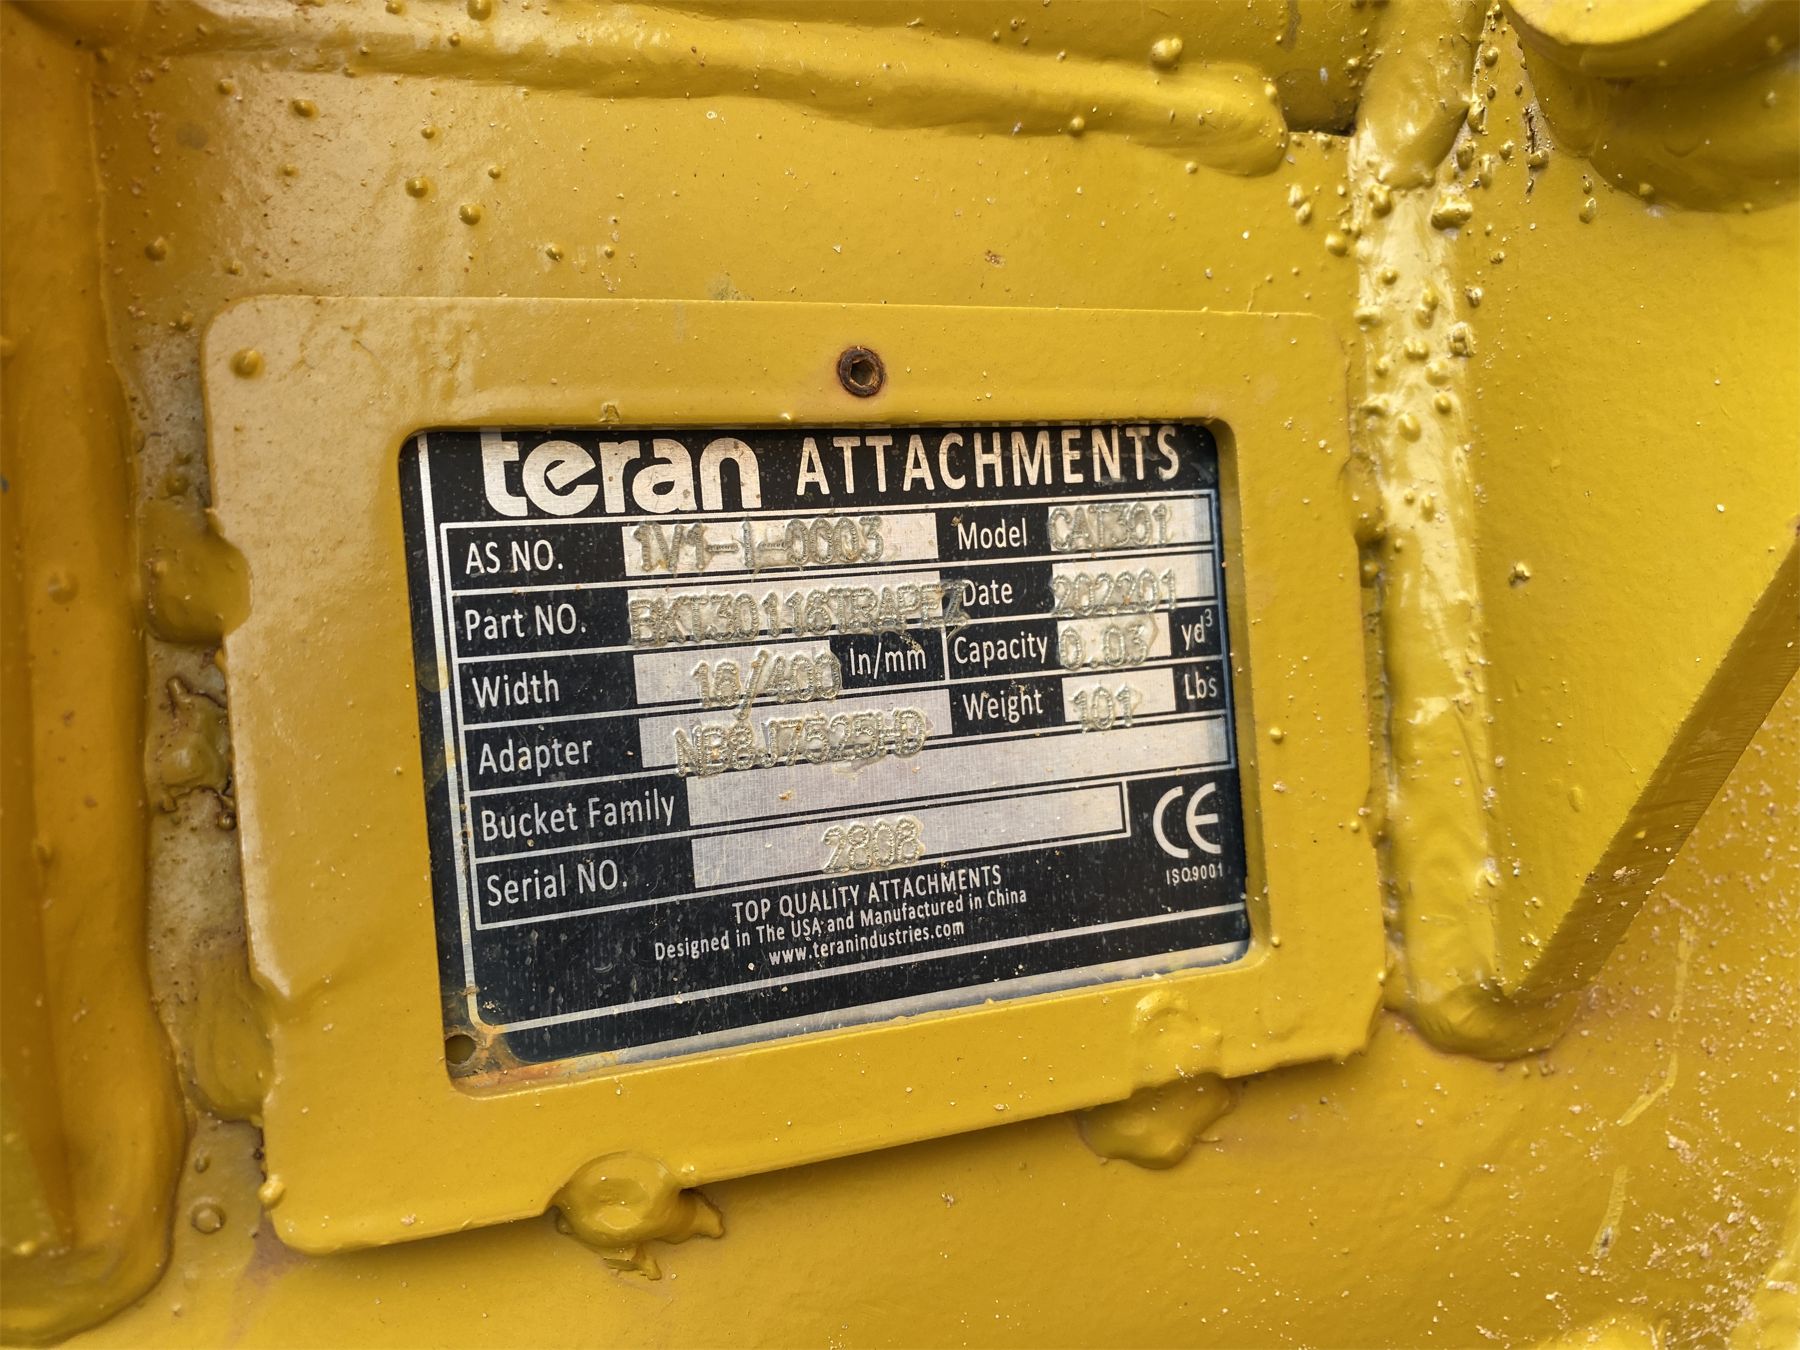 teran ATTACHMENTS
AS NO. 1V1-I-0003 Model CAT301
Part NO. BKT30116TRAPEZ Date 202201
Width 16/400 In/mm Capacity 0.03 yd³
Adapter NB8J7525HD Weight 101 Lbs
Bucket Family
Serial NO. 2808 CE
ISO9001
TOP QUALITY ATTACHMENTS
Designed in The USA and Manufactured in China
www.teranindustries.com